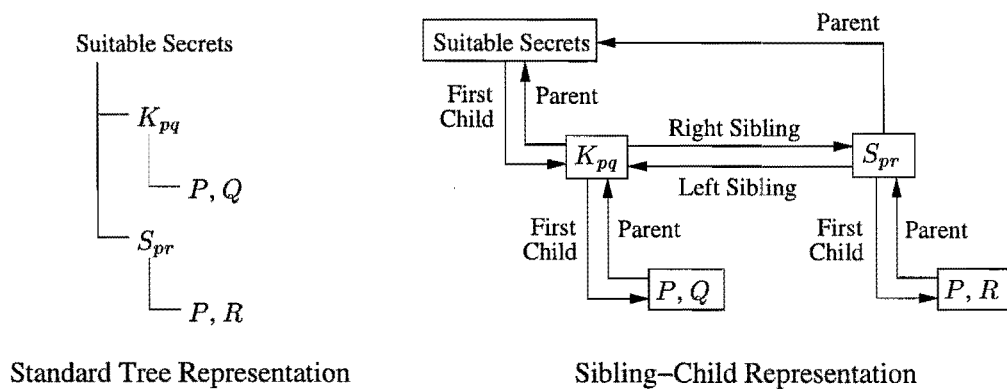 Suitable Secrets
K_pq
P, Q
S_pr
P, R
Standard Tree Representation
Parent
Suitable Secrets
First
Child
Parent
Right Sibling
K_pq
S_pr
Left Sibling
First
Child
Parent
First
Child
Parent
P, Q
P, R
Sibling–Child Representation